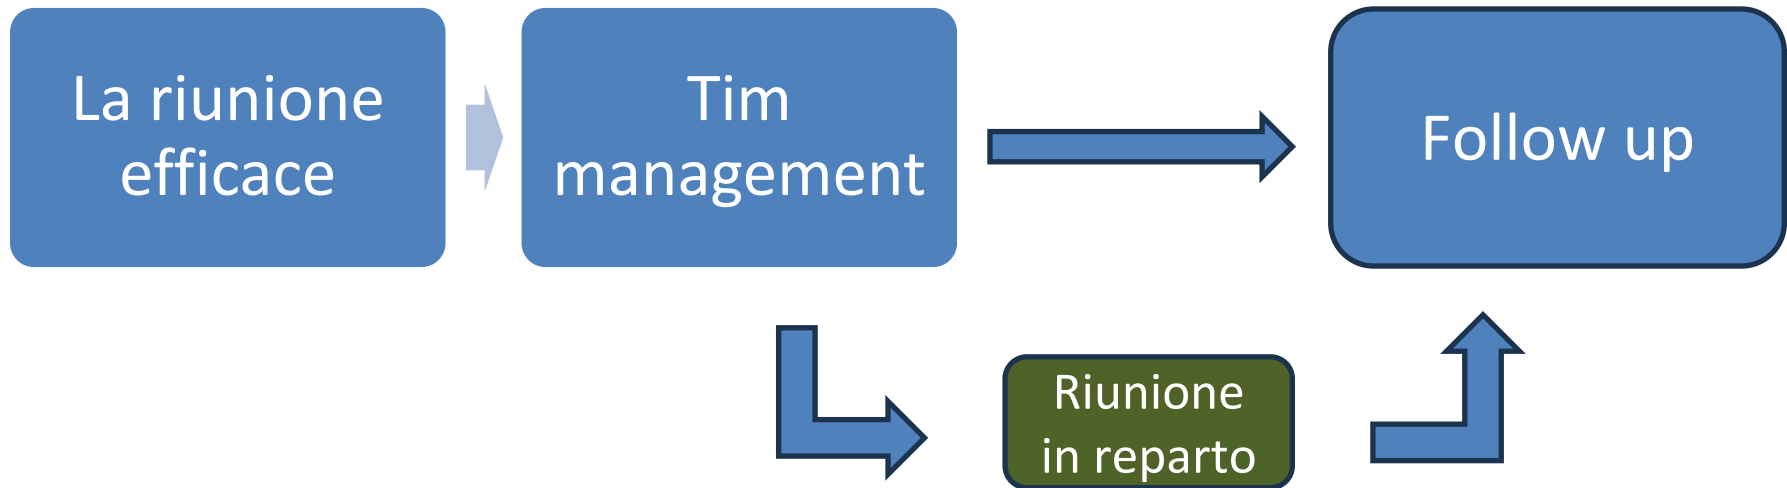 La riunione
efficace
Tim
management
Follow up
Riunione
in reparto